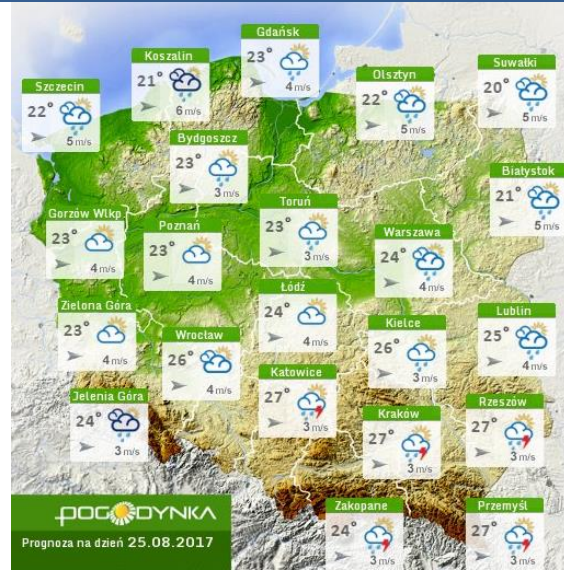 Gdańsk
23°
4 m/s
Koszalin
21°
6 m/s
Suwałki
20°
5 m/s
Olsztyn
22°
5 m/s
Szczecin
22°
5 m/s
Bydgoszcz
23°
3 m/s
Białystok
21°
5 m/s
Toruń
23°
3 m/s
Gorzów Wlkp
23°
4 m/s
Poznań
23°
4 m/s
Warszawa
24°
4 m/s
Łódź
24°
4 m/s
Zielona Góra
23°
4 m/s
Lublin
25°
4 m/s
Kielce
26°
3 m/s
Wrocław
26°
4 m/s
Katowice
27°
3 m/s
Jelenia Góra
24°
3 m/s
Rzeszów
27°
3 m/s
Kraków
27°
3 m/s
Zakopane
24°
3 m/s
Przemyśl
27°
3 m/s
POGODYNKA
Prognoza na dzień 25.08.2017